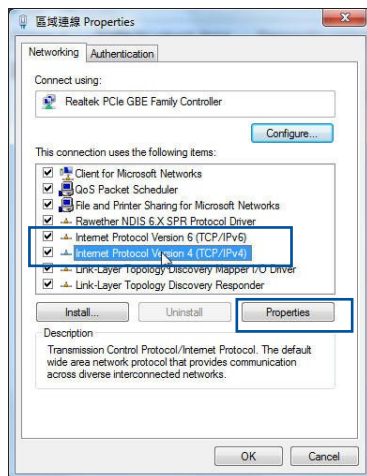 區域連線 Properties
Networking
Authentication
Connect using:
Realtek PCIe GBE Family Controller
Configure...
This connection uses the following items:
Client for Microsoft Networks
QoS Packet Scheduler
File and Printer Sharing for Microsoft Networks
Rawether NDIS 6.X SPR Protocol Driver
Internet Protocol Version 6 (TCP/IPv6)
Internet Protocol Version 4 (TCP/IPv4)
Link-Layer Topology Discovery Mapper I/O Driver
Link-Layer Topology Discovery Responder
Install...
Uninstall
Properties
Description
Transmission Control Protocol/Internet Protocol. The default
wide area network protocol that provides communication
across diverse interconnected networks.
OK
Cancel